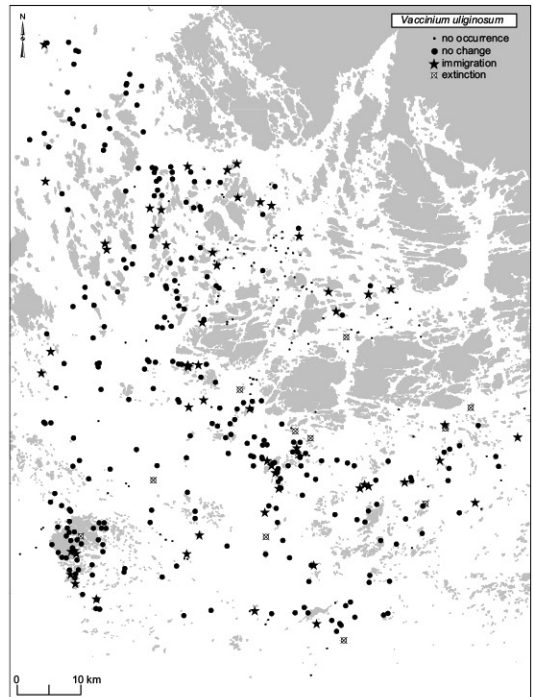 N
Vaccinium uliginosum
no occurrence
no change
immigration
extinction
0 10 km